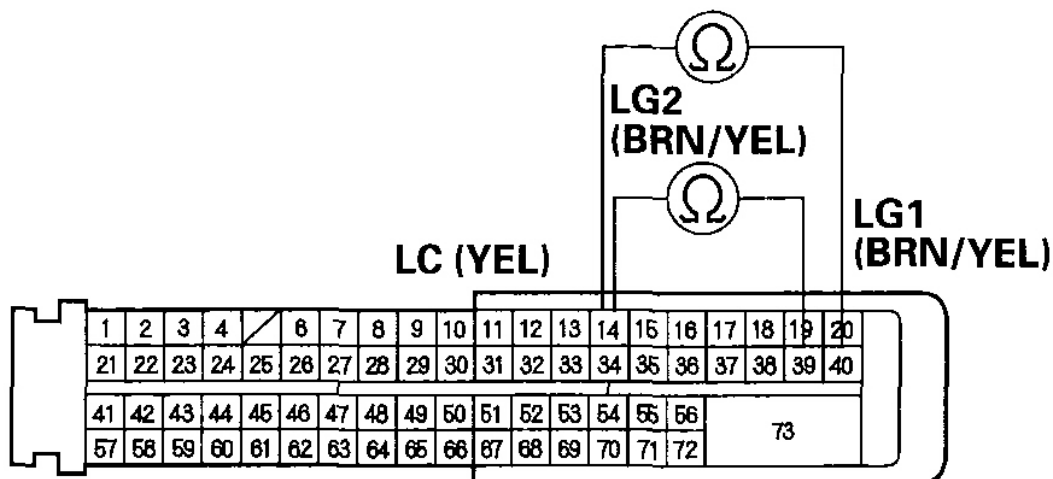 Ω
LG2
(BRN/YEL)
Ω
LG1
(BRN/YEL)
LC (YEL)
1 2 3 4 6 7 8 9 10 11 12 13 14 15 16 17 18 19 20
21 22 23 24 25 26 27 28 29 30 31 32 33 34 35 36 37 38 39 40
41 42 43 44 45 46 47 48 49 50 51 52 53 54 55 56 73
57 58 59 60 61 62 63 64 65 66 67 68 69 70 71 72